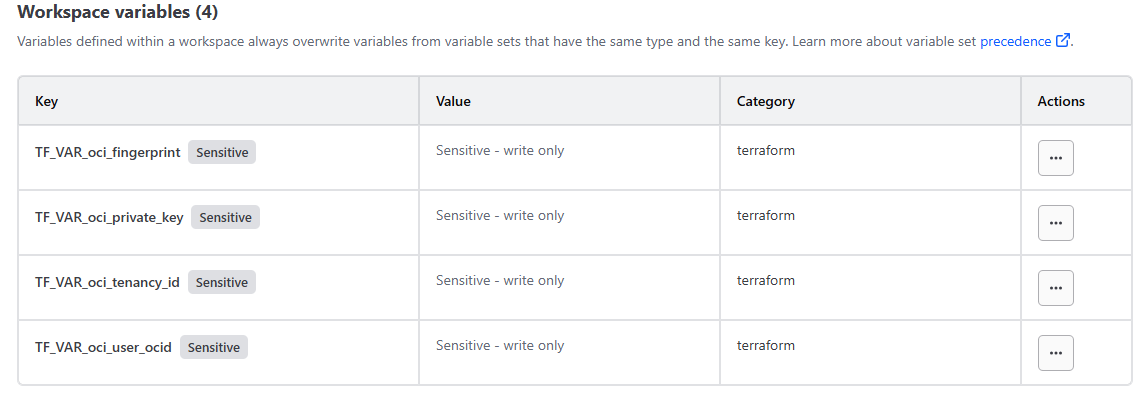 Workspace variables (4)
Variables defined within a workspace always overwrite variables from variable sets that have the same type and the same key. Learn more about variable set precedence.
Key Value Category Actions
TF_VAR_oci_fingerprint Sensitive Sensitive - write only terraform
TF_VAR_oci_private_key Sensitive Sensitive - write only terraform
TF_VAR_oci_tenancy_id Sensitive Sensitive - write only terraform
TF_VAR_oci_user_ocid Sensitive Sensitive - write only terraform